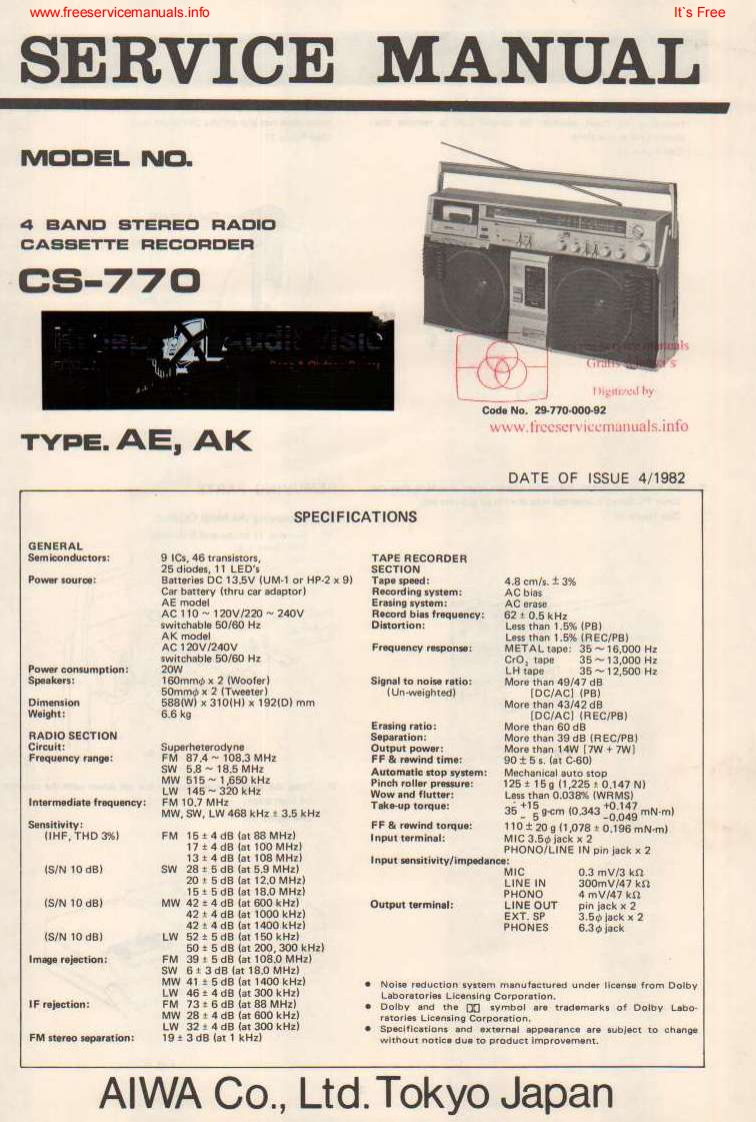 www.freeservicemanuals.info
It`s Free
SERVICE MANUAL
MODEL NO.
4 BAND STEREO RADIO
CASSETTE RECORDER
CS-770
Digitized by
Code No. 29-770-000-92
www.freeservicemanuals.info
TYPE. AE, AK
DATE OF ISSUE 4/1982
SPECIFICATIONS
GENERAL
Semiconductors: 9 ICs, 46 transistors,
25 diodes, 11 LED's
Power source: Batteries DC 13,5V (UM-1 or HP-2 x 9)
Car battery (thru car adaptor)
AE model
AC 110 ~ 120V/220 ~ 240V
switchable 50/60 Hz
AK model
AC 120V/240V
switchable 50/60 Hz
Power consumption: 20W
Speakers: 160mmφ x 2 (Woofer)
50mmφ x 2 (Tweeter)
Dimension 588(W) x 310(H) x 192(D) mm
Weight: 6.6 kg
RADIO SECTION
Circuit: Superheterodyne
Frequency range: FM 87,4 ~ 108,3 MHz
SW 5,8 ~ 18,5 MHz
MW 515 ~ 1,650 kHz
LW 145 ~ 320 kHz
Intermediate frequency: FM 10,7 MHz
MW, SW, LW 468 kHz ± 3,5 kHz
Sensitivity:
(IHF, THD 3%) FM 15 ± 4 dB (at 88 MHz)
17 ± 4 dB (at 100 MHz)
13 ± 4 dB (at 108 MHz)
(S/N 10 dB) SW 28 ± 5 dB (at 5,9 MHz)
20 ± 5 dB (at 12,0 MHz)
15 ± 5 dB (at 18,0 MHz)
(S/N 10 dB) MW 42 ± 4 dB (at 600 kHz)
42 ± 4 dB (at 1000 kHz)
42 ± 4 dB (at 1400 kHz)
(S/N 10 dB) LW 52 ± 5 dB (at 150 kHz)
50 ± 5 dB (at 200, 300 kHz)
Image rejection: FM 39 ± 5 dB (at 108,0 MHz)
SW 6 ± 3 dB (at 18,0 MHz)
MW 41 ± 5 dB (at 1400 kHz)
LW 46 ± 4 dB (at 300 kHz)
IF rejection: FM 73 ± 6 dB (at 88 MHz)
MW 28 ± 4 dB (at 600 kHz)
LW 32 ± 4 dB (at 300 kHz)
FM stereo separation: 19 ± 3 dB (at 1 kHz)
TAPE RECORDER
SECTION
Tape speed: 4.8 cm/s. ± 3%
Recording system: AC bias
Erasing system: AC erase
Record bias frequency: 62 ± 0.5 kHz
Distortion: Less than 1.5% (PB)
Less than 1.5% (REC/PB)
Frequency response: METAL tape: 35 ~ 16,000 Hz
CrO₂ tape 35 ~ 13,000 Hz
LH tape 35 ~ 12,500 Hz
Signal to noise ratio: More than 49/47 dB
(Un-weighted) [DC/AC] (PB)
More than 43/42 dB
[DC/AC] (REC/PB)
Erasing ratio: More than 60 dB
Separation: More than 39 dB (REC/PB)
Output power: More than 14W [7W + 7W]
FF & rewind time: 90 ± 5 s. (at C-60)
Automatic stop system: Mechanical auto stop
Pinch roller pressure: 125 ± 15 g (1,225 ± 0,147 N)
Wow and flutter: Less than 0.038% (WRMS)
Take-up torque: 35 +15 - 5 g-cm (0,343 +0,147 -0,049 mN-m)
FF & rewind torque: 110 ± 20 g (1,078 ± 0,196 mN-m)
Input terminal: MIC 3.5φ jack x 2
PHONO/LINE IN pin jack x 2
Input sensitivity/impedance:
MIC 0.3 mV/3 kΩ
LINE IN 300mV/47 kΩ
PHONO 4 mV/47 kΩ
Output terminal: LINE OUT pin jack x 2
EXT. SP 3.5φ jack x 2
PHONES 6.3φ jack
• Noise reduction system manufactured under license from Dolby
Laboratories Licensing Corporation.
• Dolby and the symbol are trademarks of Dolby Labo-
ratories Licensing Corporation.
• Specifications and external appearance are subject to change
without notice due to product improvement.
AIWA Co., Ltd. Tokyo Japan